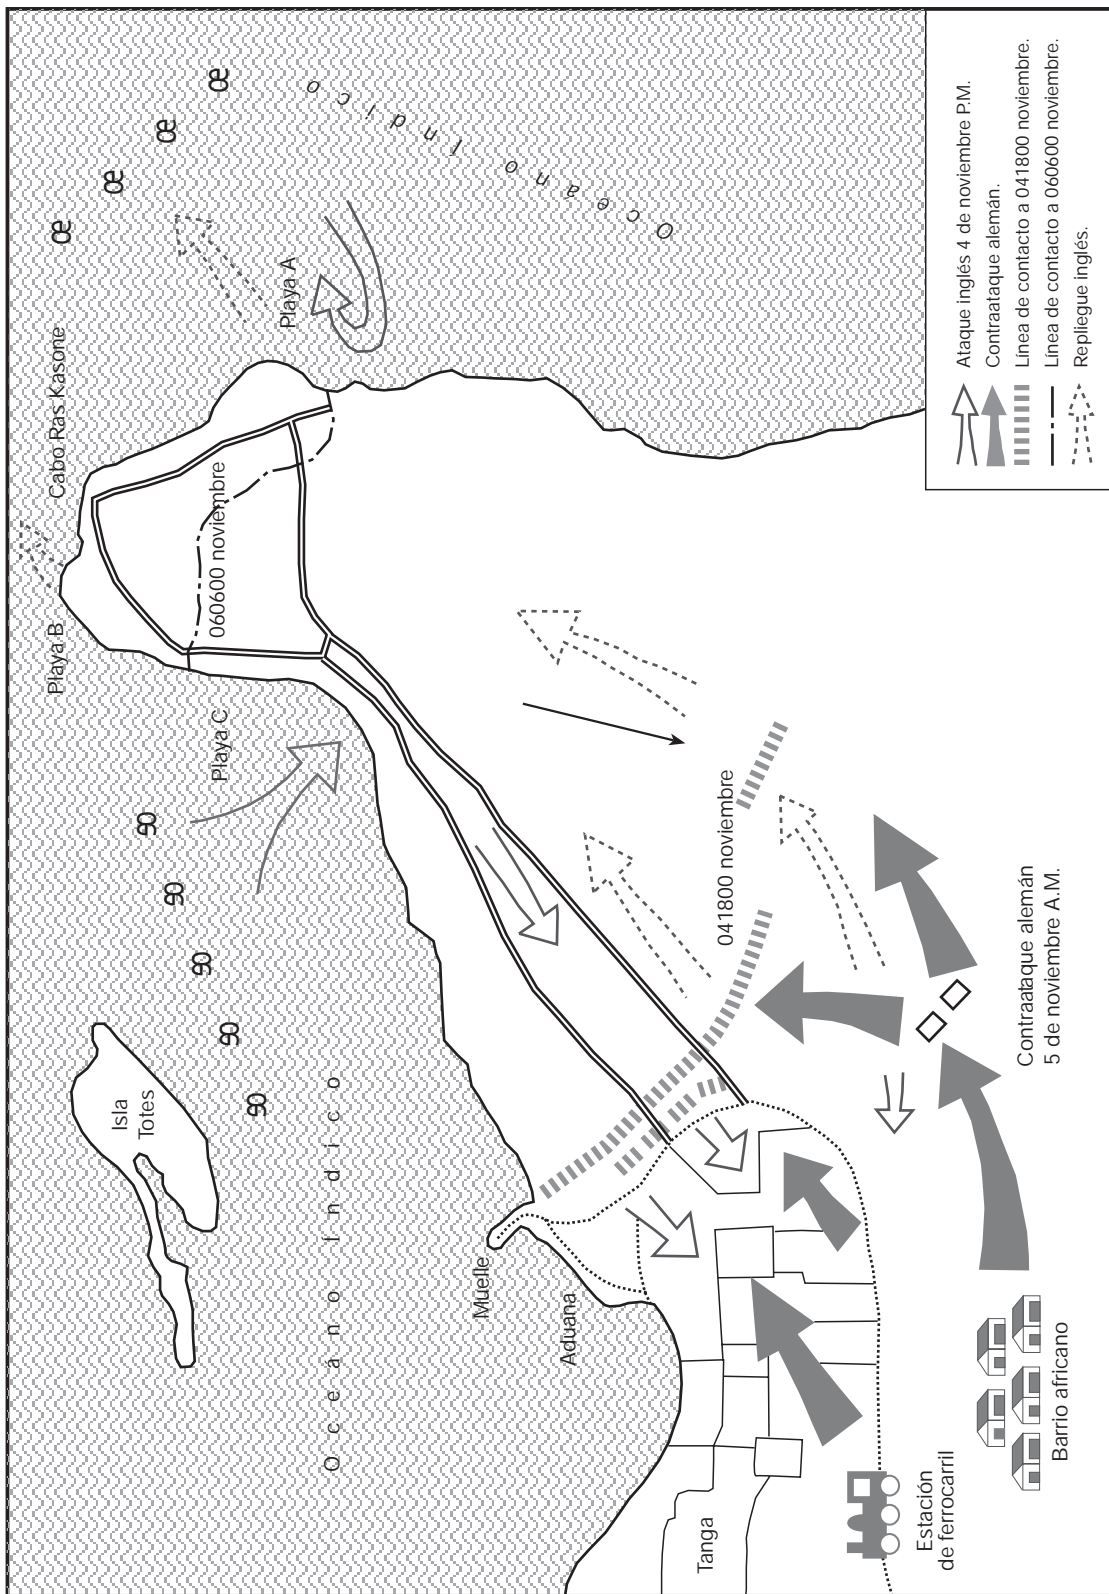 Cabo Ras Kasone
Playa B
Playa A
060600 noviembre
Playa C
Océano Índico
Isla
Totes
Océano Índico
Muelle
Aduana
041800 noviembre
Contraataque alemán
5 de noviembre A.M.
Tanga
Estación
de ferrocarril
Barrio africano
Ataque inglés 4 de noviembre P.M.
Contraataque alemán.
Línea de contacto a 041800 noviembre.
Línea de contacto a 060600 noviembre.
Repliegue inglés.